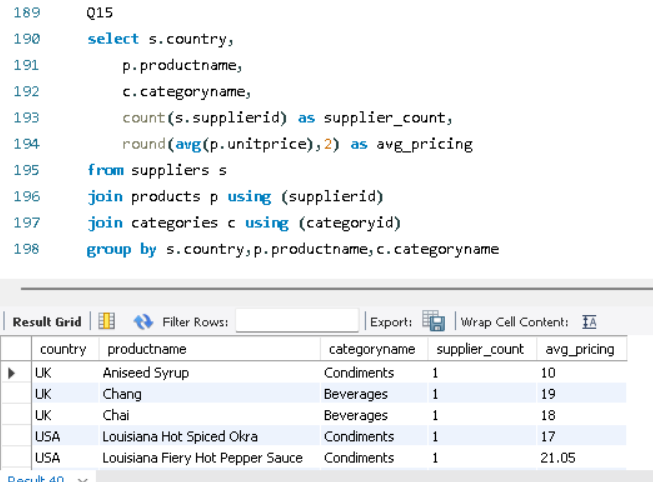 189 Q15
190 select s.country,
191 p.productname,
192 c.categoryname,
193 count(s.supplierid) as supplier_count,
194 round(avg(p.unitprice),2) as avg_pricing
195 from suppliers s
196 join products p using (supplierid)
197 join categories c using (categoryid)
198 group by s.country,p.productname,c.categoryname
Result Grid Filter Rows: Export: Wrap Cell Content: IA
country productname categoryname supplier_count avg_pricing
UK Aniseed Syrup Condiments 1 10
UK Chang Beverages 1 19
UK Chai Beverages 1 18
USA Louisiana Hot Spiced Okra Condiments 1 17
USA Louisiana Fiery Hot Pepper Sauce Condiments 1 21.05
Result 40